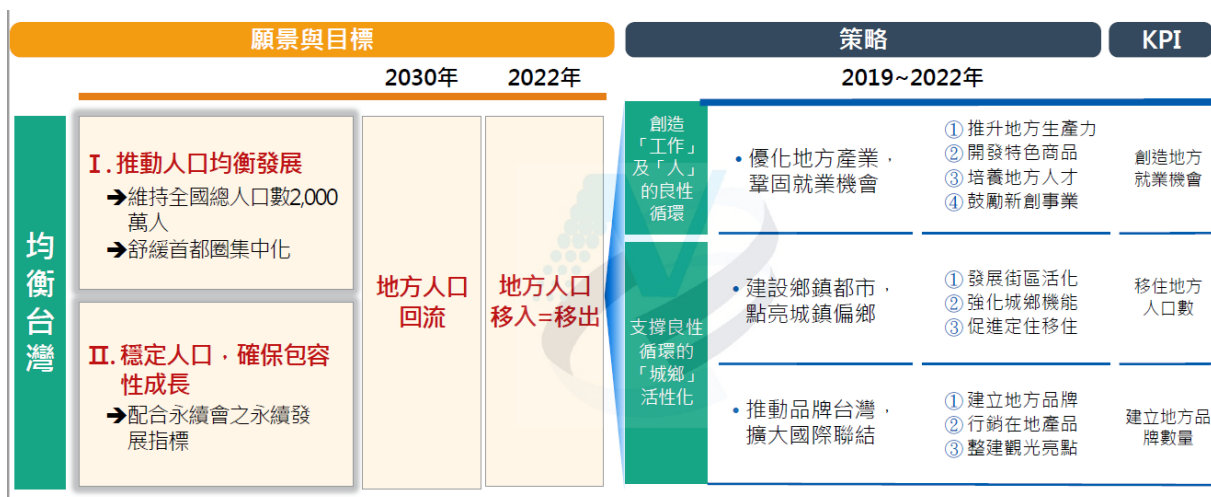 願景與目標
策略
KPI
2030年
2022年
2019~2022年
均
衡
台
灣
I.推動人口均衡發展
➔維持全國總人口數2,000
萬人
➔舒緩首都圈集中化
II.穩定人口，確保包容
性成長
➔配合永續會之永續發
展指標
地方人口
回流
地方人口
移入=移出
創造
「工作」
及「人」
的良性
循環
•優化地方產業，
鞏固就業機會
①推升地方生產力
②開發特色商品
③培養地方人才
④鼓勵新創事業
創造地方
就業機會
支撐良性
循環的
「城鄉」
活性化
•建設鄉鎮都市，
點亮城鎮偏鄉
①發展街區活化
②強化城鄉機能
③促進定住移住
移住地方
人口數
•推動品牌台灣，
擴大國際聯結
①建立地方品牌
②行銷在地產品
③整建觀光亮點
建立地方品
牌數量